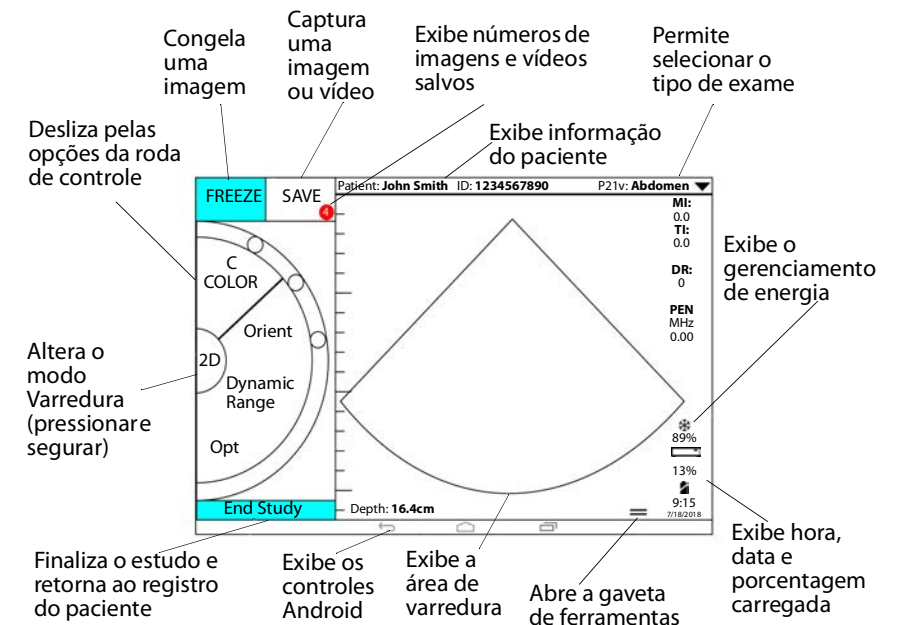 Congela
uma
imagem
Captura
uma
imagem
ou vídeo
Exibe números de
imagens e vídeos
salvos
Permite
selecionar o
tipo de exame
Desliza pelas
opções da roda
de controle
Exibe informação
do paciente
FREEZE
SAVE
4
Patient: John Smith ID: 1234567890
P21v: Abdomen
MI:
0.0
TI:
0.0
DR:
0
PEN
MHz
0.00
C
COLOR
Orient
2D
Dynamic
Range
Opt
Exibe o
gerenciamento
de energia
Altera o
modo
Varredura
(pressionar e
segurar)
89%
13%
9:15
7/18/2018
End Study
Depth: 16.4cm
Finaliza o estudo e
retorna ao registro
do paciente
Exibe os
controles
Android
Exibe a
área de
varredura
Abre a gaveta
de ferramentas
Exibe hora,
data e
porcentagem
carregada